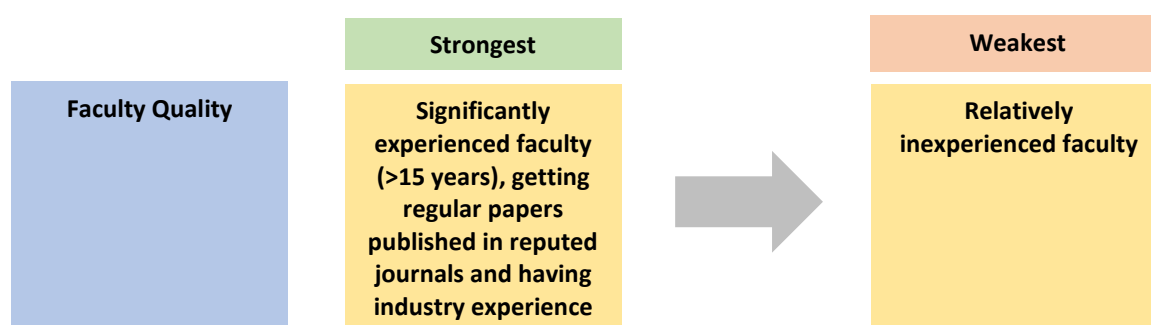 Strongest
Weakest
Faculty Quality
Significantly
experienced faculty
(>15 years), getting
regular papers
published in reputed
journals and having
industry experience
Relatively
inexperienced faculty